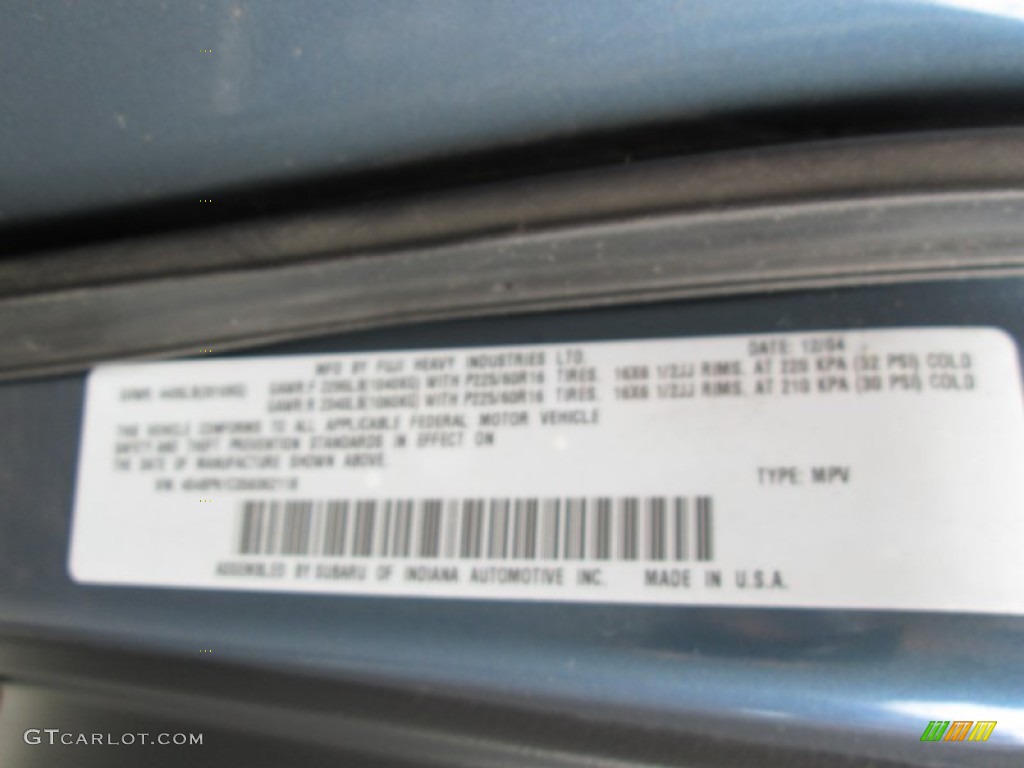 MFG BY FUJI HEAVY INDUSTRIES LTD. DATE: 12/04
WITH P225/60R16 TIRES. 16X6 1/2JJ RIMS. AT 220 KPA (32 PSI) COLD
WITH P225/60R16 TIRES. 16X6 1/2JJ RIMS. AT 210 KPA (30 PSI) COLD
THIS VEHICLE CONFORMS TO ALL APPLICABLE FEDERAL MOTOR VEHICLE
SAFETY AND THEFT PREVENTION STANDARDS IN EFFECT ON
THE DATE OF MANUFACTURE SHOWN ABOVE.
TYPE: MPV
ASSEMBLED BY SUBARU OF INDIANA AUTOMOTIVE INC. MADE IN U.S.A.
GTCARLOT.COM